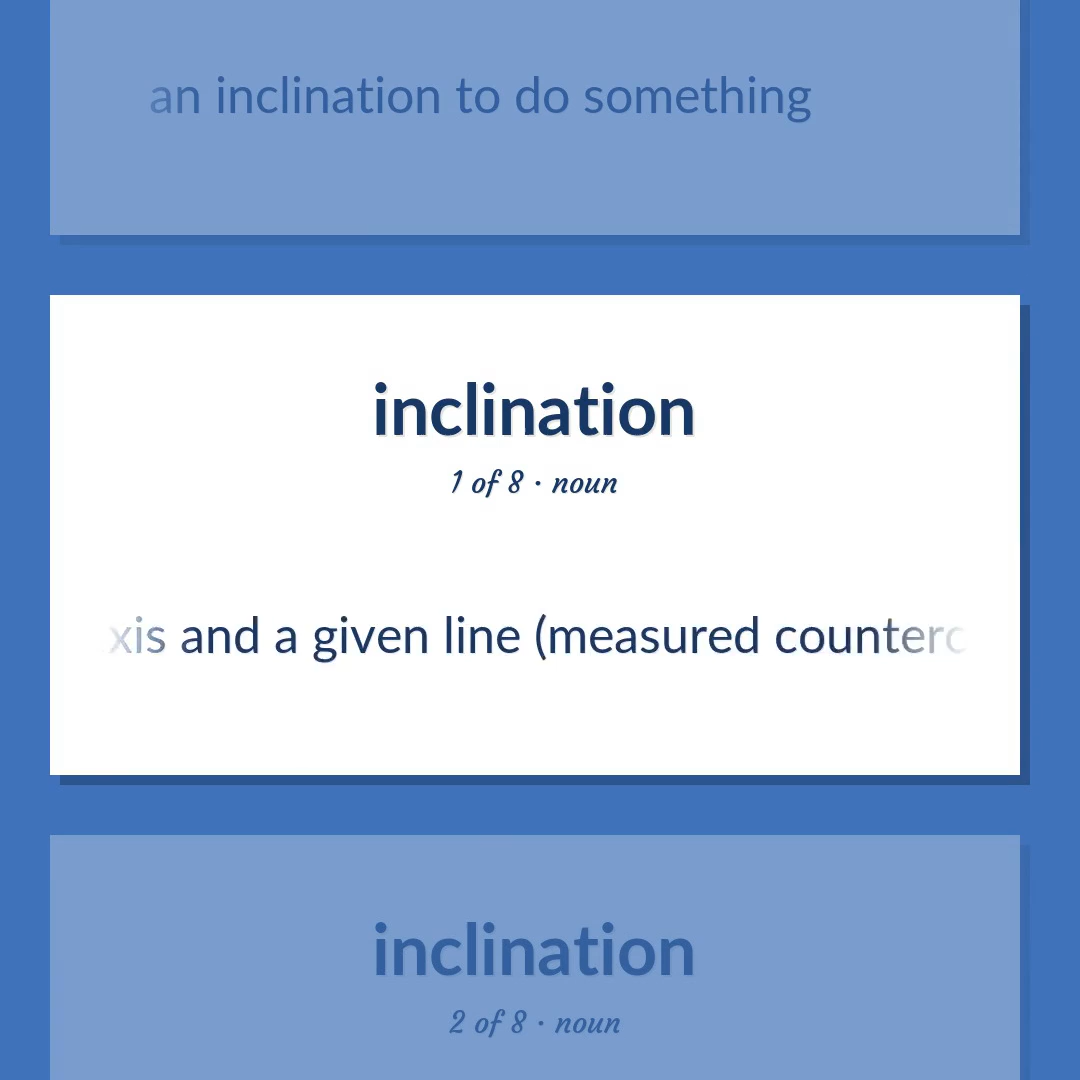 an inclination to do something
inclination
1 of 8 · noun
xis and a given line (measured counterc
inclination
2 of 8 · noun